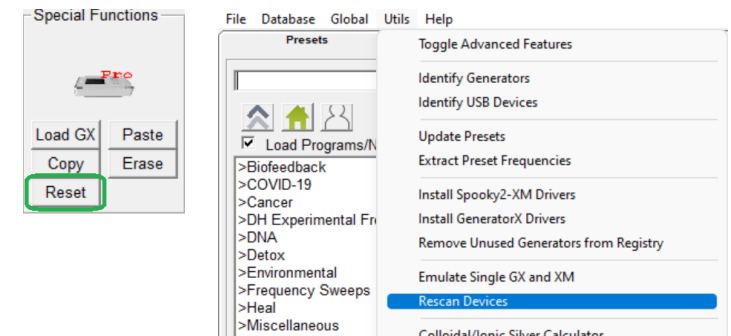 Special Functions
Pro
Load GX Paste
Copy Erase
Reset
File Database Global Utils Help
Presets
Load Programs/N
>Biofeedback
>COVID-19
>Cancer
>DH Experimental Fr
>DNA
>Detox
>Environmental
>Frequency Sweeps
>Heal
>Miscellaneous
Toggle Advanced Features
Identify Generators
Identify USB Devices
Update Presets
Extract Preset Frequencies
Install Spooky2-XM Drivers
Install GeneratorX Drivers
Remove Unused Generators from Registry
Emulate Single GX and XM
Rescan Devices
Colloidal/Ionic Silver Calculator